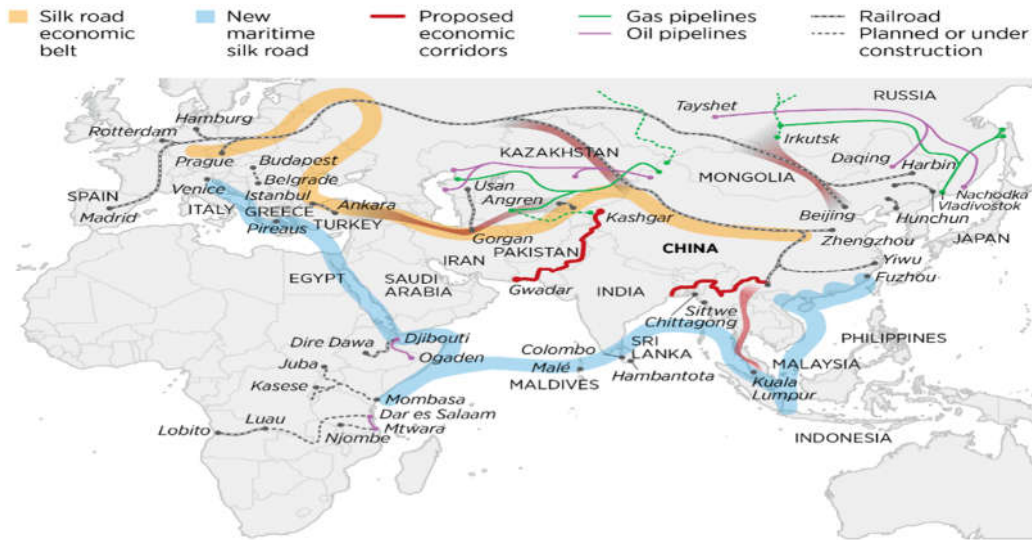 Silk road
economic
belt
New
maritime
silk road
Proposed
economic
corridors
Gas pipelines
Oil pipelines
Railroad
Planned or under
construction
RUSSIA
Tayshet
Hamburg
Rotterdam
Irkutsk
Prague
Budapest
KAZAKHSTAN
Daqing
Harbin
MONGOLIA
Belgrade
Usan
SPAIN
Venice
Istanbul
Angren
Nachodka
Vladivostok
ITALY
GREECE
Ankara
Madrid
TURKEY
Kashgar
Beijing
Hunchun
Pireaus
Gorgan
JAPAN
PAKISTAN
CHINA
Zhengzhou
IRAN
Yiwu
EGYPT
SAUDI
ARABIA
Gwadar
INDIA
Fuzhou
Sittwe
Chittagong
Djibouti
PHILIPPINES
Dire Dawa
SRI
LANKA
Ogaden
Colombo
Juba
Malé
MALAYSIA
Hambantota
MALDIVES
Kasese
Kuala
Lumpur
Mombasa
Dar es Salaam
Luau
Mtwara
Lobito
Njombe
INDONESIA